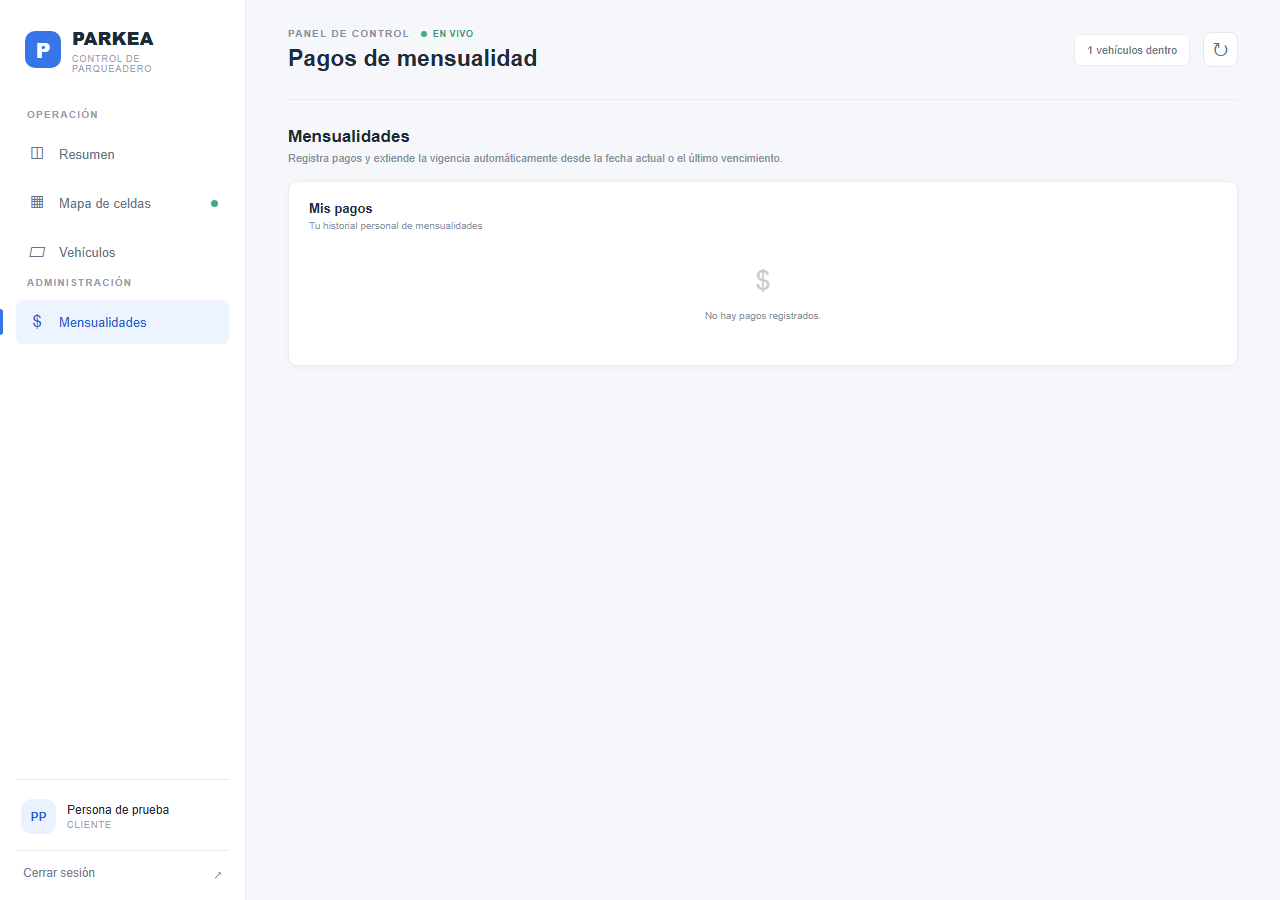 P
PARKEA
CONTROL DE
PARQUEADERO
OPERACIÓN
Resumen
Mapa de celdas
Vehículos
ADMINISTRACIÓN
$ Mensualidades
PP
Persona de prueba
CLIENTE
Cerrar sesión ↗
PANEL DE CONTROL EN VIVO
Pagos de mensualidad
1 vehículos dentro
↻
Mensualidades
Registra pagos y extiende la vigencia automáticamente desde la fecha actual o el último vencimiento.
Mis pagos
Tu historial personal de mensualidades
$
No hay pagos registrados.